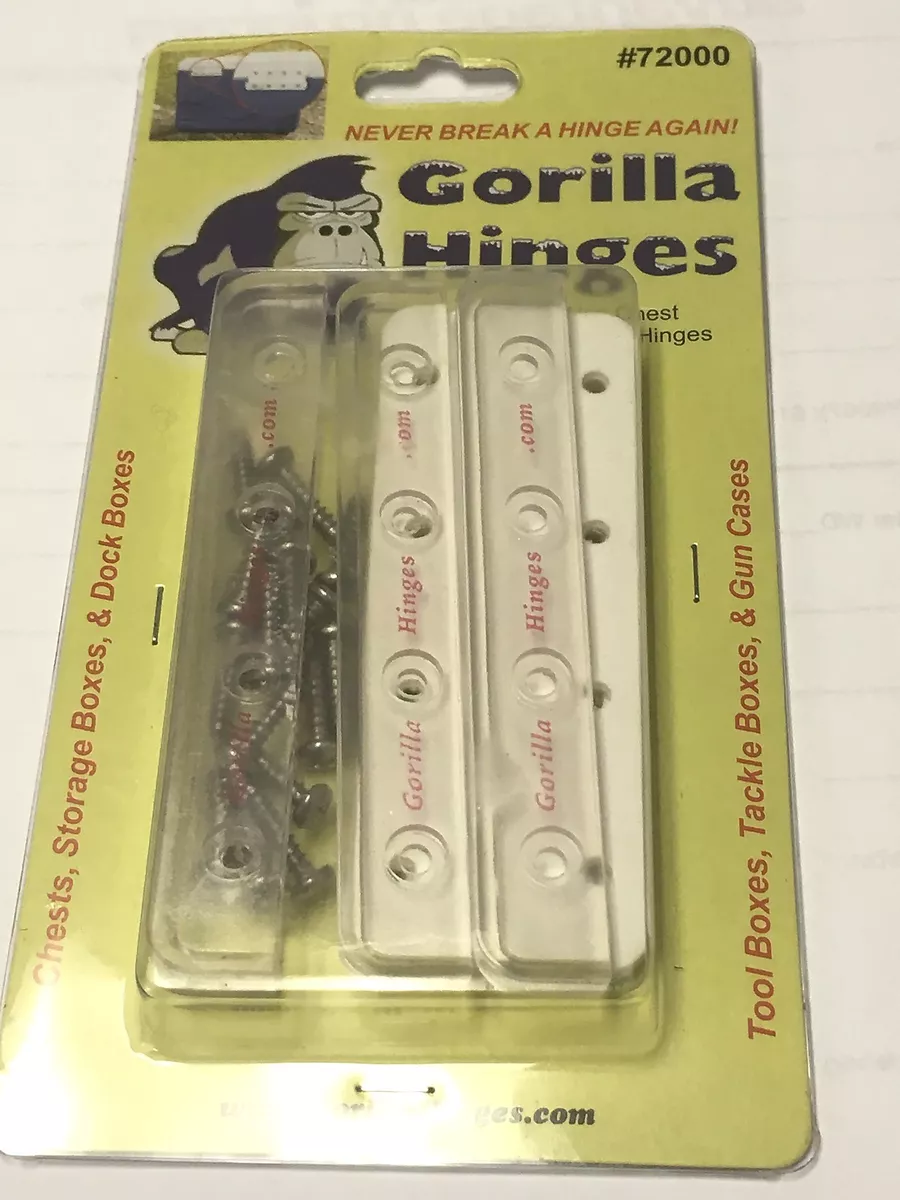 #72000
NEVER BREAK A HINGE AGAIN!
Gorilla
Hinges
Hinges
Chests, Storage Boxes, & Dock Boxes
Tool Boxes, Tackle Boxes, & Gun Cases
.com
.com
Hinges
Gorilla
.com
Hinges
Gorilla